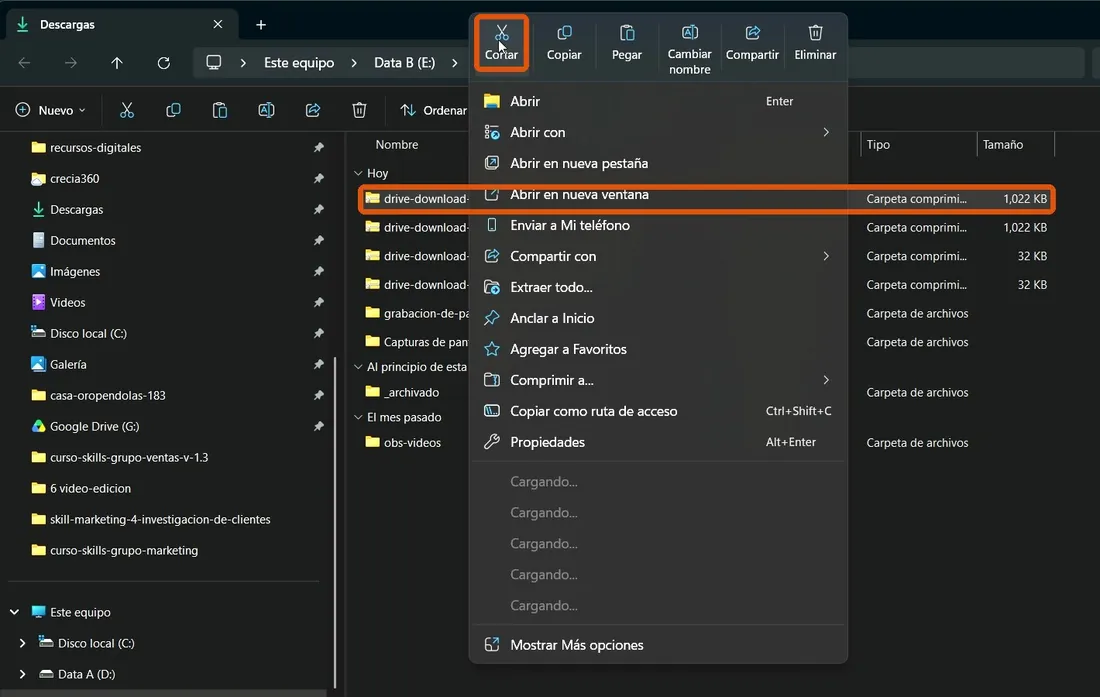 Descargas
Este equipo
Data B (E:)
Nuevo
Ordenar
recursos-digitales
crecia360
Descargas
Documentos
Imágenes
Videos
Disco local (C:)
Galería
casa-oropendolas-183
Google Drive (G:)
curso-skills-grupo-ventas-v-1.3
6 video-edicion
skill-marketing-4-investigacion-de-clientes
curso-skills-grupo-marketing
Este equipo
Disco local (C:)
Data A (D:)
Nombre
Tipo
Tamaño
Hoy
drive-download- Carpeta comprimi... 1,022 KB
drive-download- Carpeta comprimi... 1,022 KB
drive-download- Carpeta comprimi... 32 KB
drive-download- Carpeta comprimi... 32 KB
grabacion-de-pa Carpeta de archivos
Capturas de pan Carpeta de archivos
Al principio de esta
_archivado Carpeta de archivos
El mes pasado
obs-videos Carpeta de archivos
Cortar
Copiar
Pegar
Cambiar
nombre
Compartir
Eliminar
Abrir Enter
Abrir con
Abrir en nueva pestaña
Abrir en nueva ventana
Enviar a Mi teléfono
Compartir con
Extraer todo...
Anclar a Inicio
Agregar a Favoritos
Comprimir a...
Copiar como ruta de acceso Ctrl+Shift+C
Propiedades Alt+Enter
Cargando...
Cargando...
Cargando...
Cargando...
Cargando...
Mostrar Más opciones